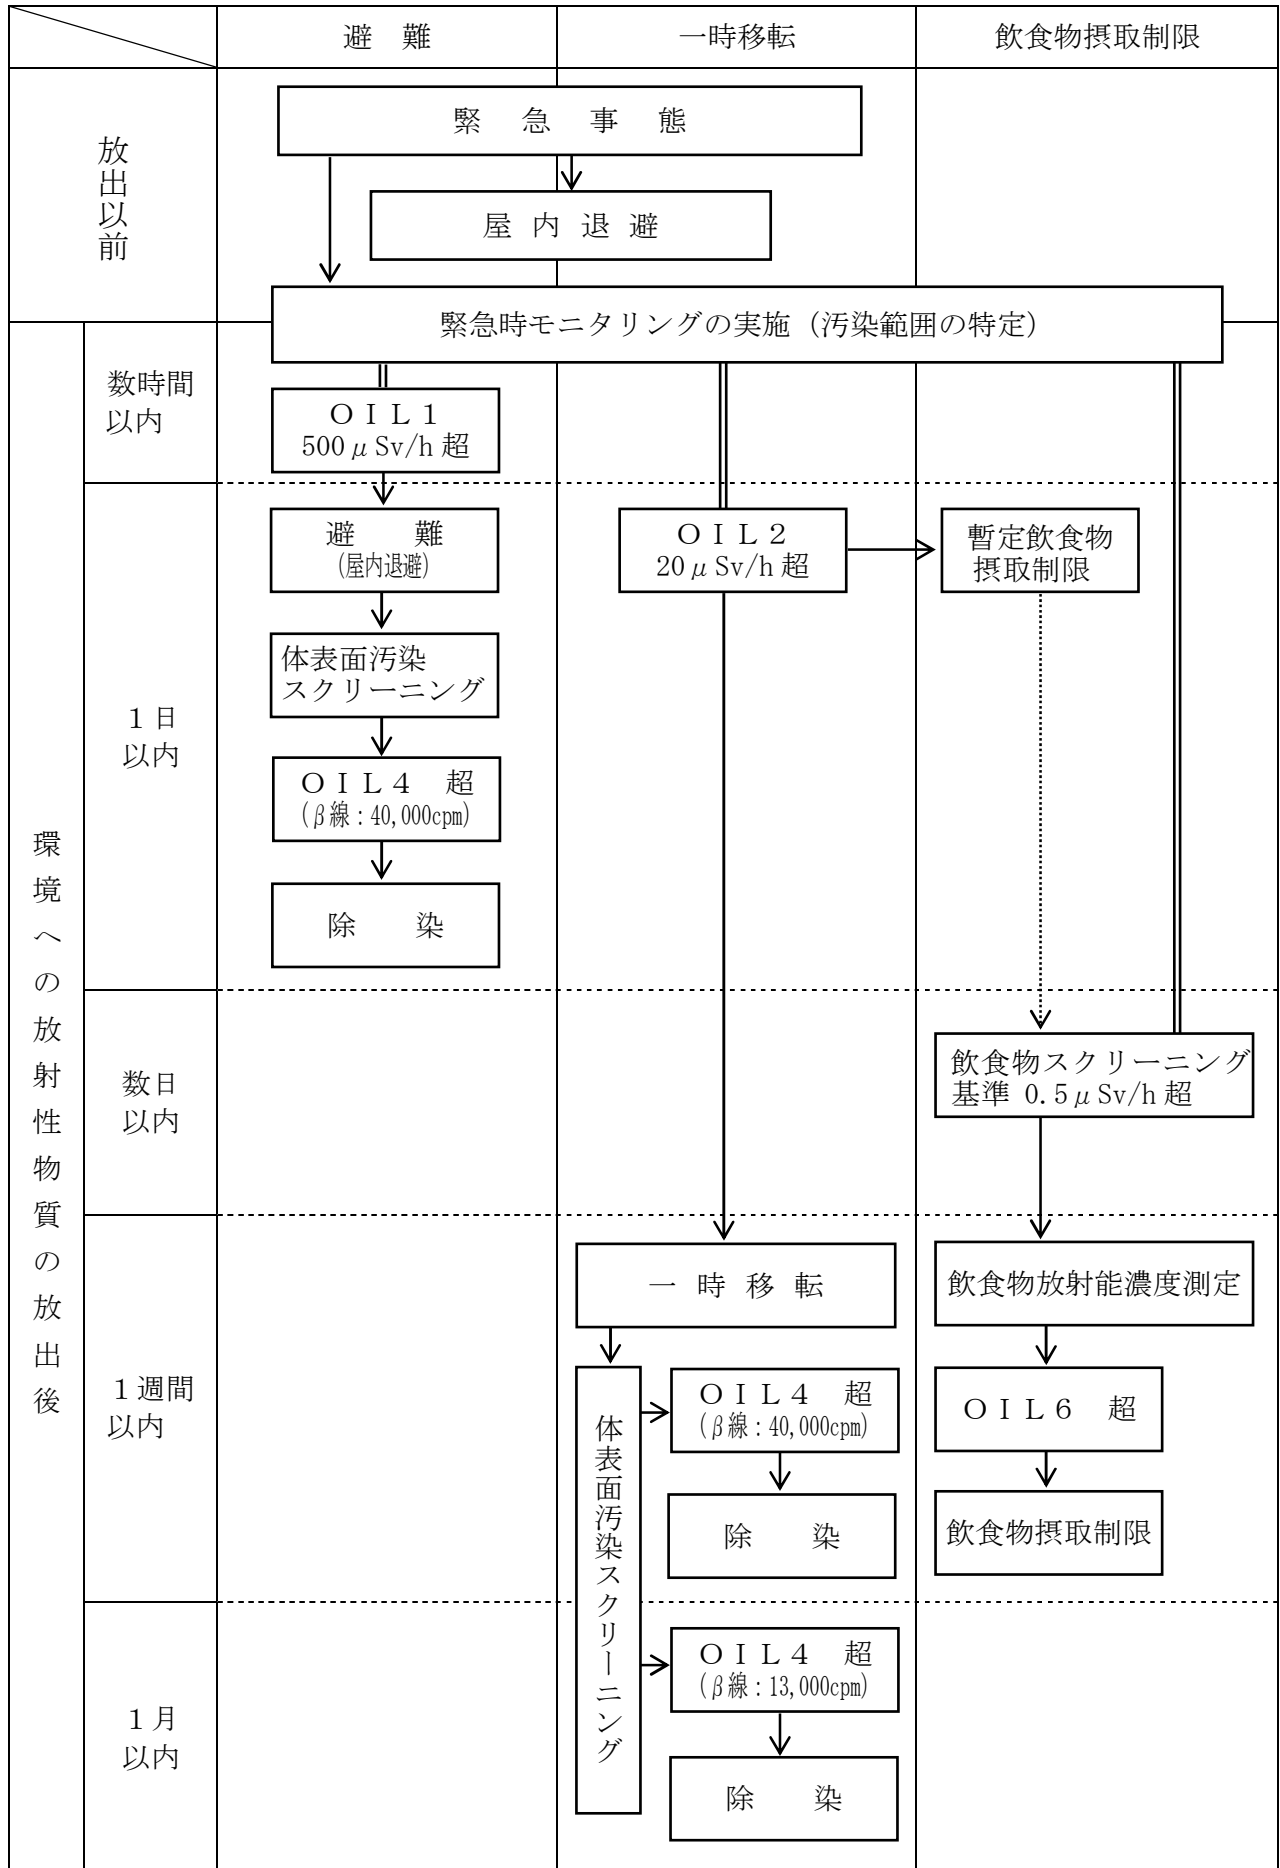 避 難
一時移転
飲食物摂取制限
放出以前
緊 急 事 態
屋 内 退 避
緊急時モニタリングの実施（汚染範囲の特定）
環境への放射性物質の放出後
数時間
以内
ＯＩＬ１
500μSv/h 超
１日
以内
避 難
(屋内退避)
体表面汚染
スクリーニング
ＯＩＬ４ 超
(β線：40,000cpm)
除 染
ＯＩＬ２
20μSv/h 超
暫定飲食物
摂取制限
数日
以内
飲食物スクリーニング
基準 0.5μSv/h 超
１週間
以内
一 時 移 転
体表面汚染スクリーニング
ＯＩＬ４ 超
(β線：40,000cpm)
除 染
飲食物放射能濃度測定
ＯＩＬ６ 超
飲食物摂取制限
１月
以内
ＯＩＬ４ 超
(β線：13,000cpm)
除 染